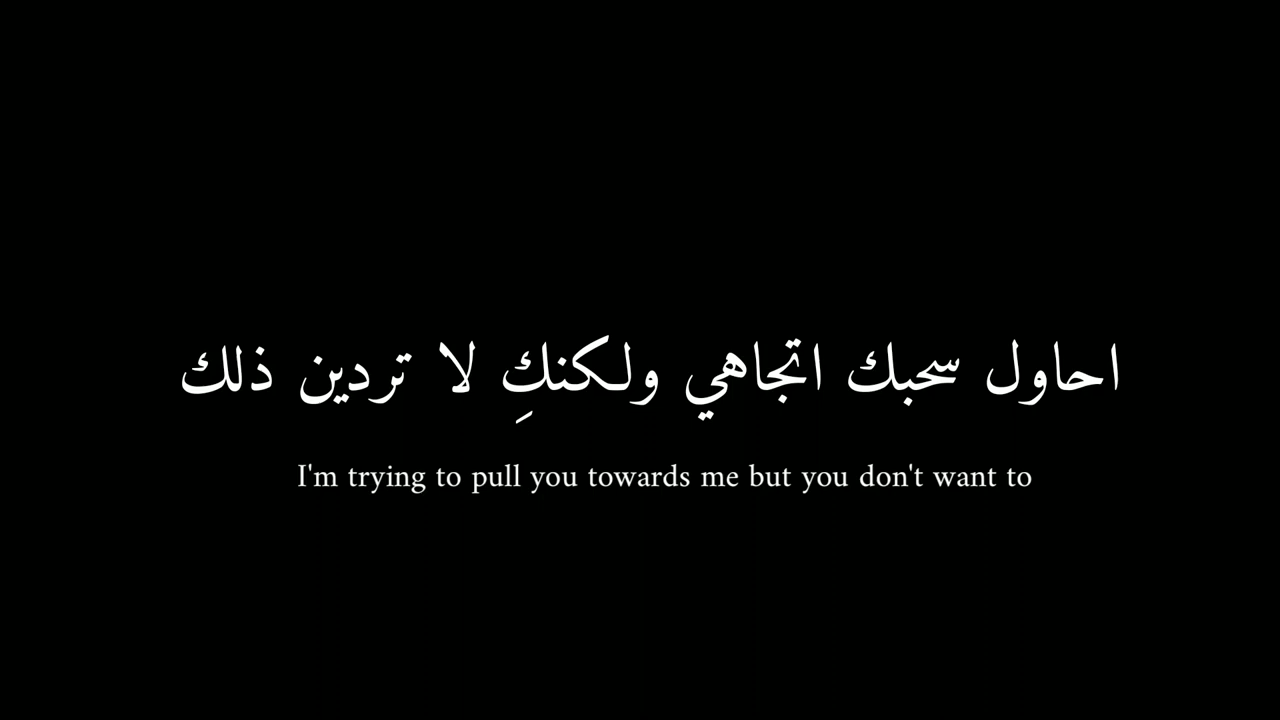 احاول سحبك اتجاهي ولكنكِ لا تردين ذلك
I'm trying to pull you towards me but you don't want to